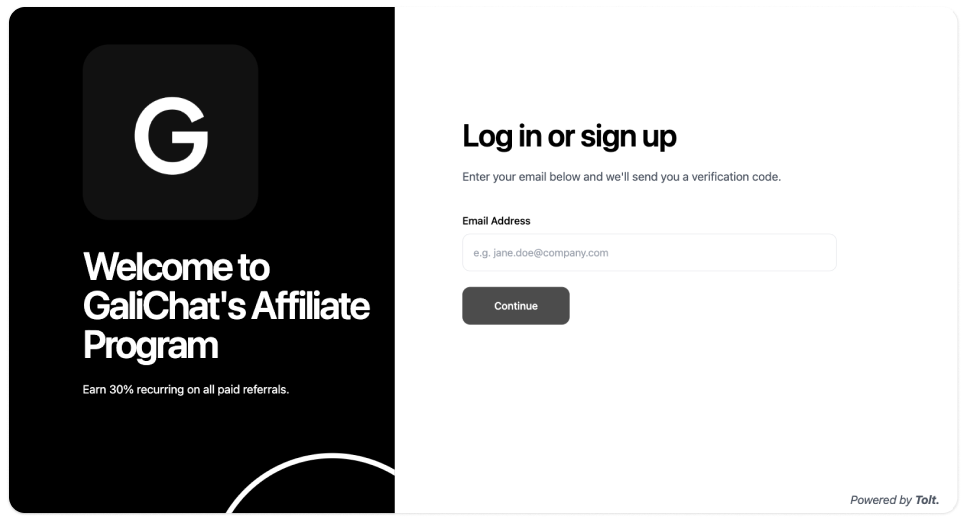 G
Welcome to
GaliChat's Affiliate
Program
Earn 30% recurring on all paid referrals.
Log in or sign up
Enter your email below and we'll send you a verification code.
Email Address
e.g. jane.doe@company.com
Continue
Powered by Tolt.